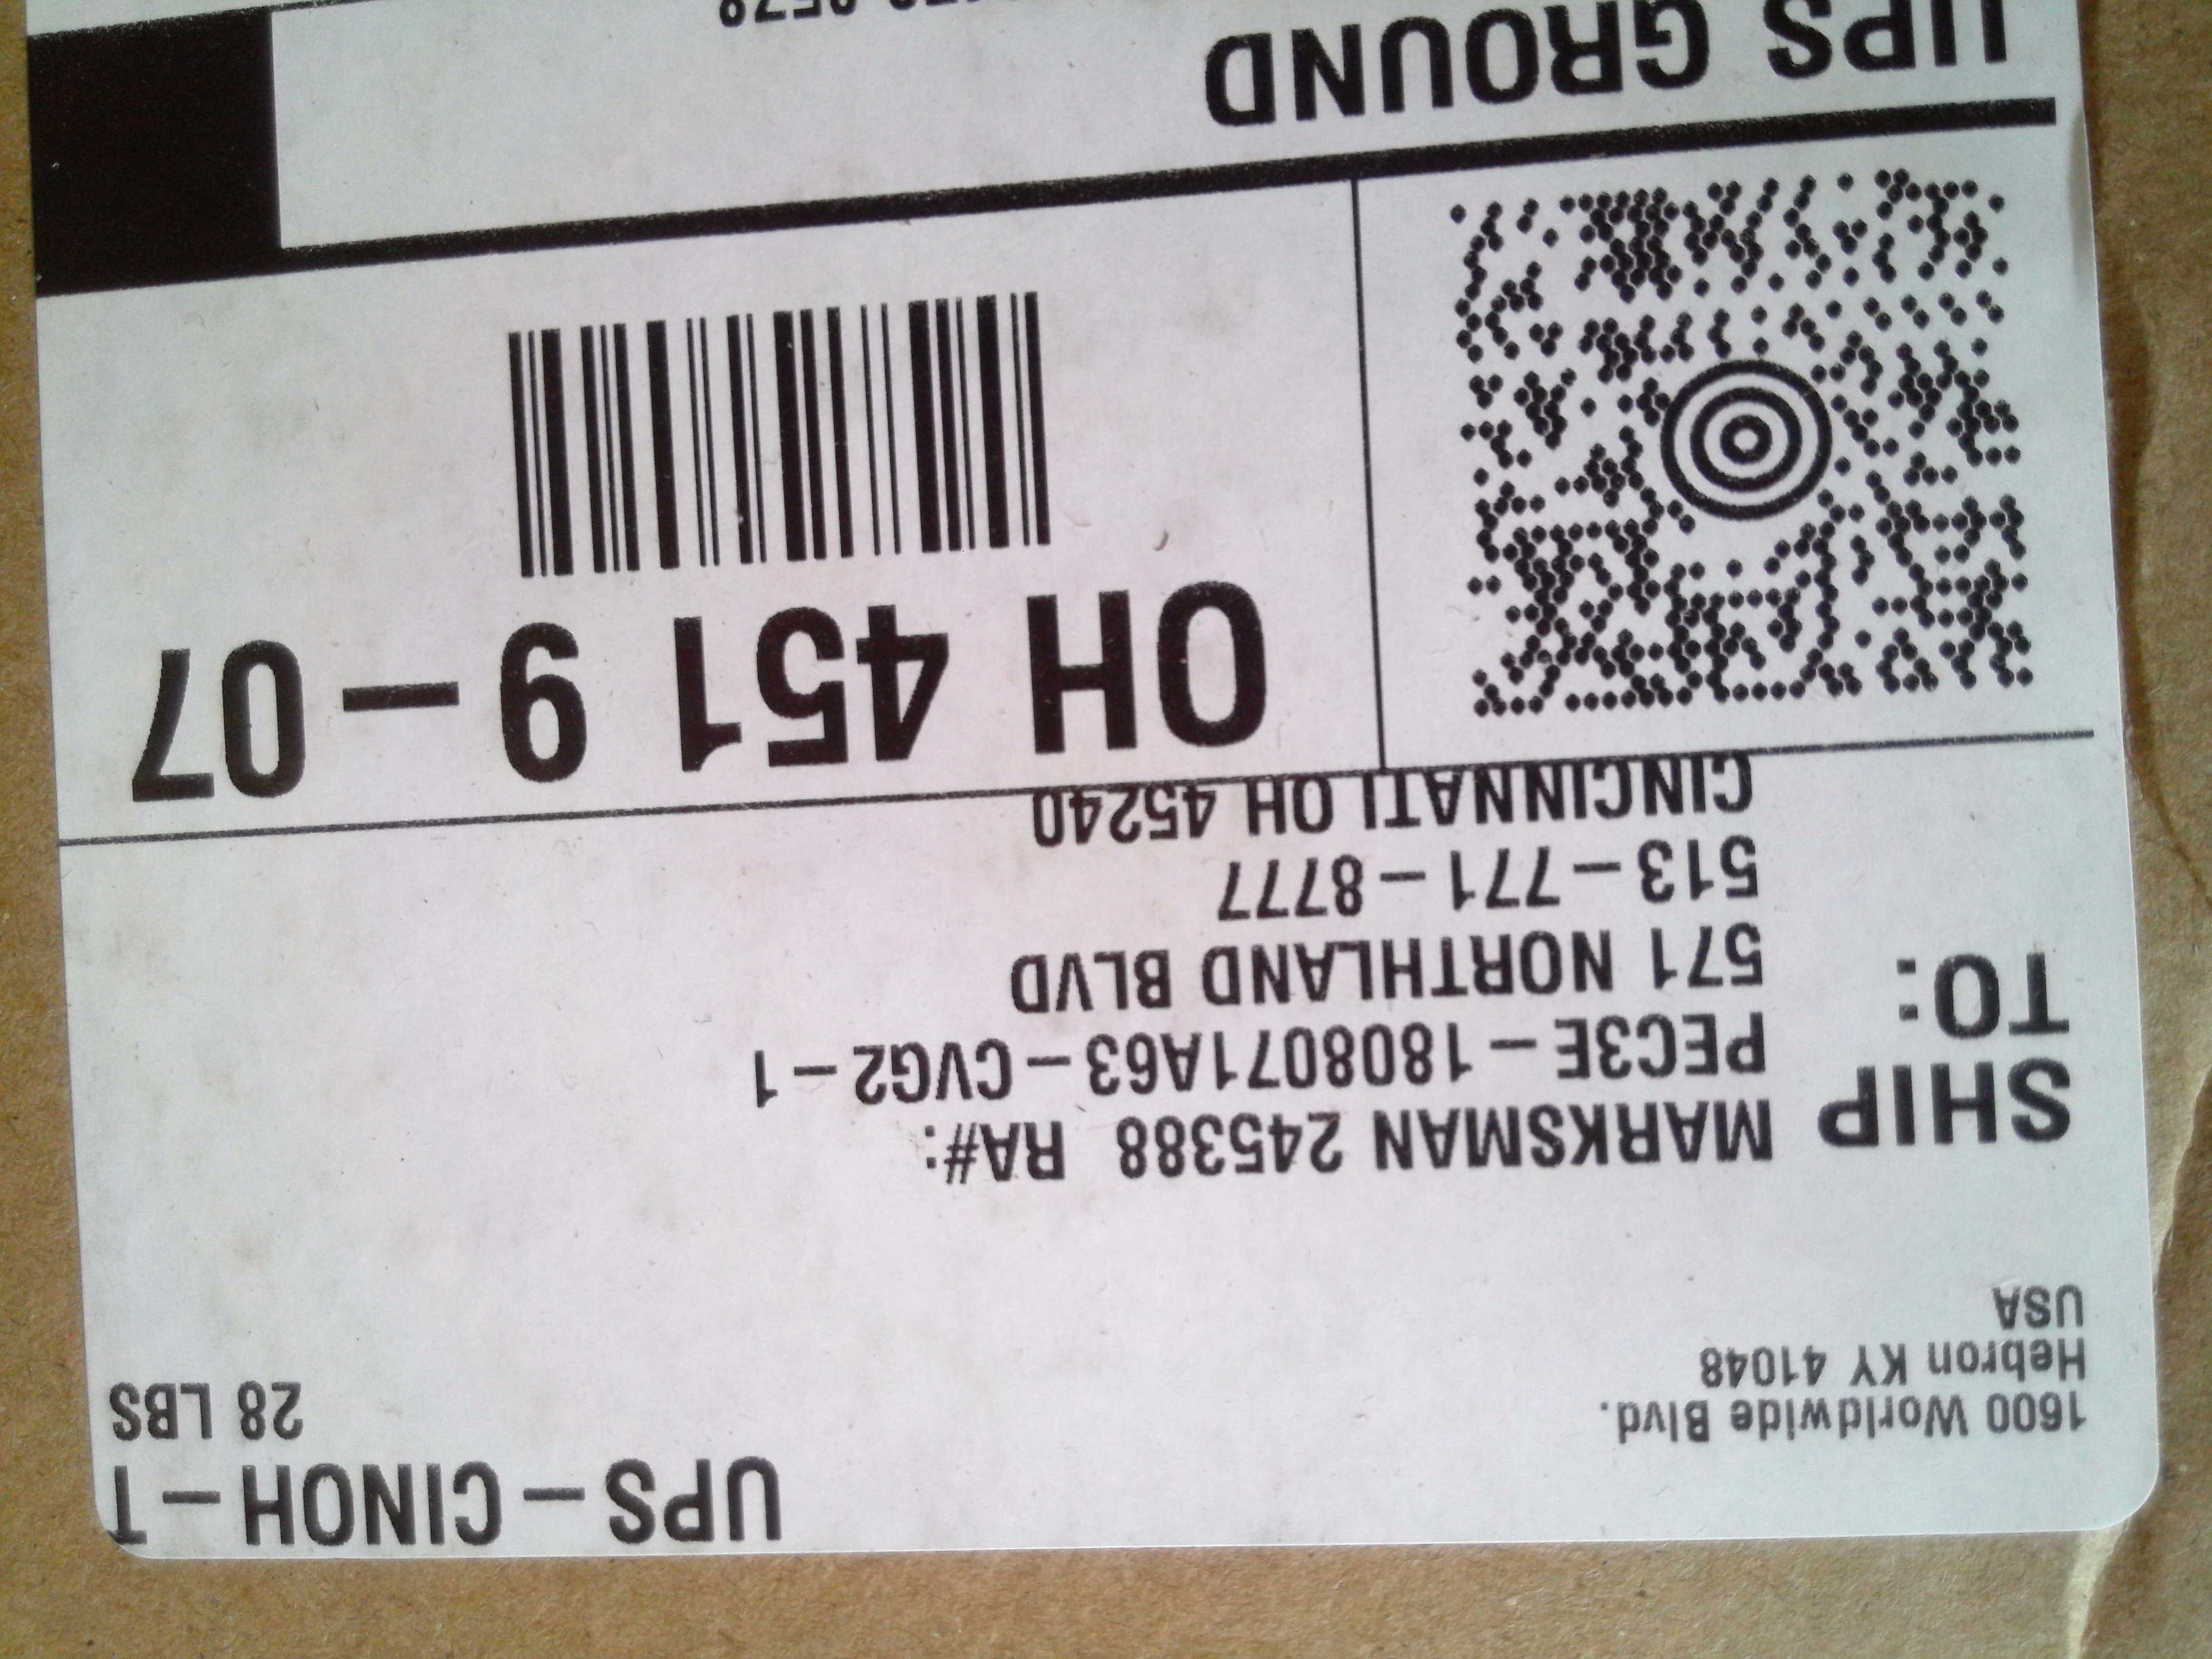 UPS-CINOH-T
28 LBS
1600 Worldwide Blvd.
Hebron KY 41048
USA
SHIP
TO:
MARKSMAN 245388 RA#:
PEC3E-1808071A63-CVG2-1
571 NORTHLAND BLVD
513-771-8777
CINCINNATI OH 45240
OH 451 9-07
UPS GROUND